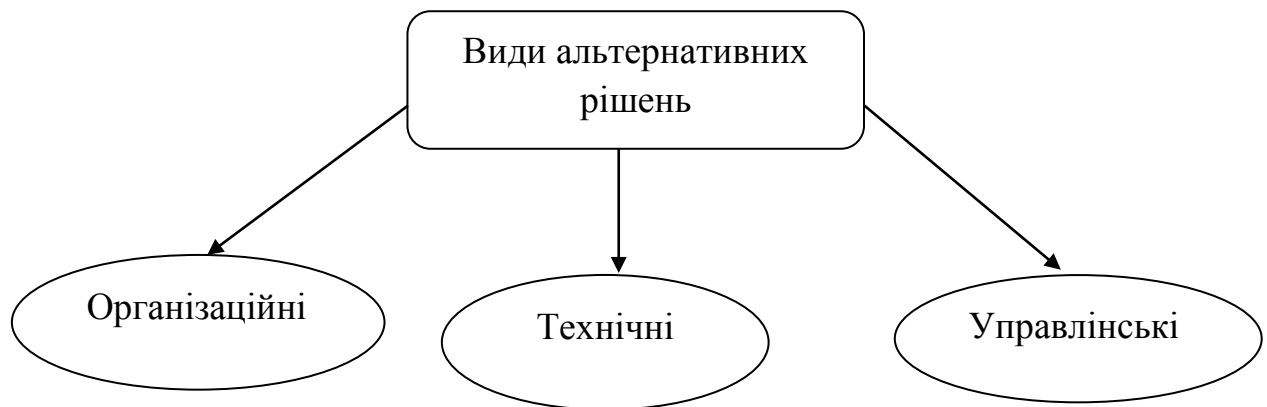 Види альтернативних
рішень
Організаційні
Технічні
Управлінські